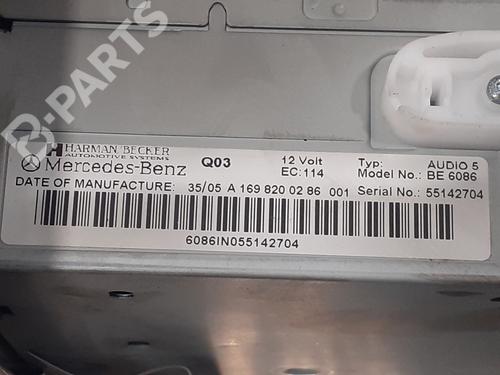 B-PARTS
HARMAN/BECKER
AUTOMOTIVE SYSTEMS
Mercedes-Benz Q03 12 Volt Typ: AUDIO 5
EC:114 Model No.: BE 6086
DATE OF MANUFACTURE: 35/05 A 169 820 02 86 001 Serial No.: 55142704
6086IN055142704